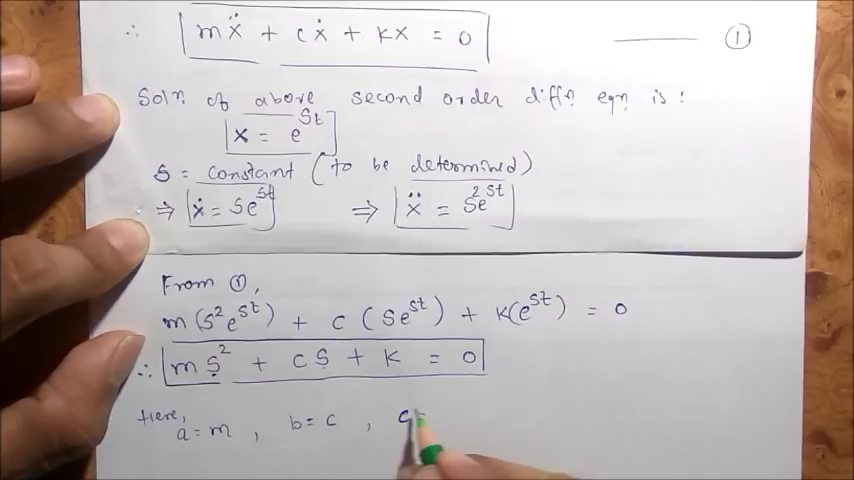 ∴ mẍ + cẋ + kx = 0 ——— ①
Soln of above second order diffn eqn is :
x = e^{st}
s = constant (to be determined)
⇒ ẋ = se^{st} ⇒ ẍ = s²e^{st}
From ①,
m(s²e^{st}) + c(se^{st}) + k(e^{st}) = 0
∴ ms² + cs + k = 0
Here,
a = m , b = c , c =